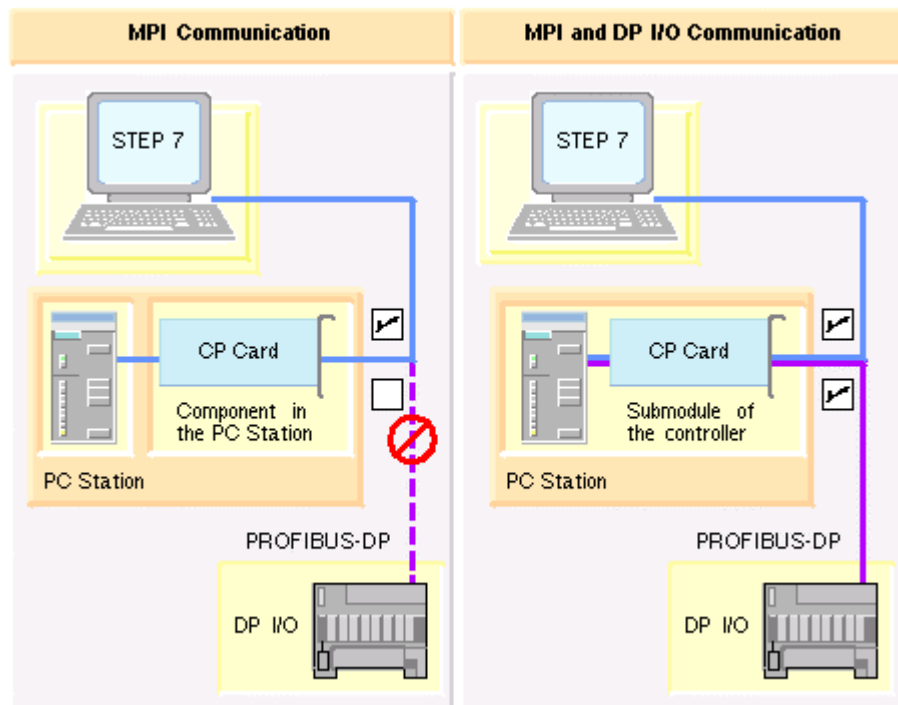 MPI Communication
STEP 7
CP Card
Component in
the PC Station
PC Station
PROFIBUS-DP
DP I/O
MPI and DP I/O Communication
STEP 7
CP Card
Submodule of
the controller
PC Station
PROFIBUS-DP
DP I/O